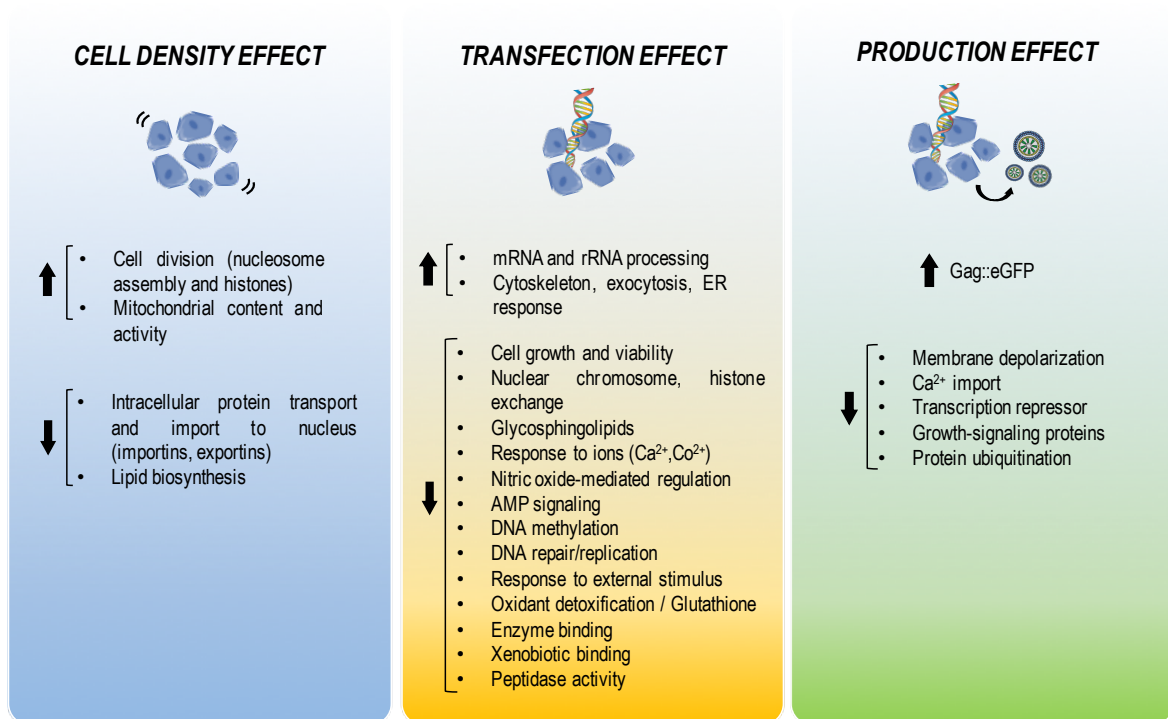 CELL DENSITY EFFECT
• Cell division (nucleosome
assembly and histones)
• Mitochondrial content and
activity
• Intracellular protein transport
and import to nucleus
(importins, exportins)
• Lipid biosynthesis
TRANSFECTION EFFECT
• mRNA and rRNA processing
• Cytoskeleton, exocytosis, ER
response
• Cell growth and viability
• Nuclear chromosome, histone
exchange
• Glycosphingolipids
• Response to ions (Ca²⁺,Co²⁺)
• Nitric oxide-mediated regulation
• AMP signaling
• DNA methylation
• DNA repair/replication
• Response to external stimulus
• Oxidant detoxification / Glutathione
• Enzyme binding
• Xenobiotic binding
• Peptidase activity
PRODUCTION EFFECT
Gag::eGFP
• Membrane depolarization
• Ca²⁺ import
• Transcription repressor
• Growth-signaling proteins
• Protein ubiquitination